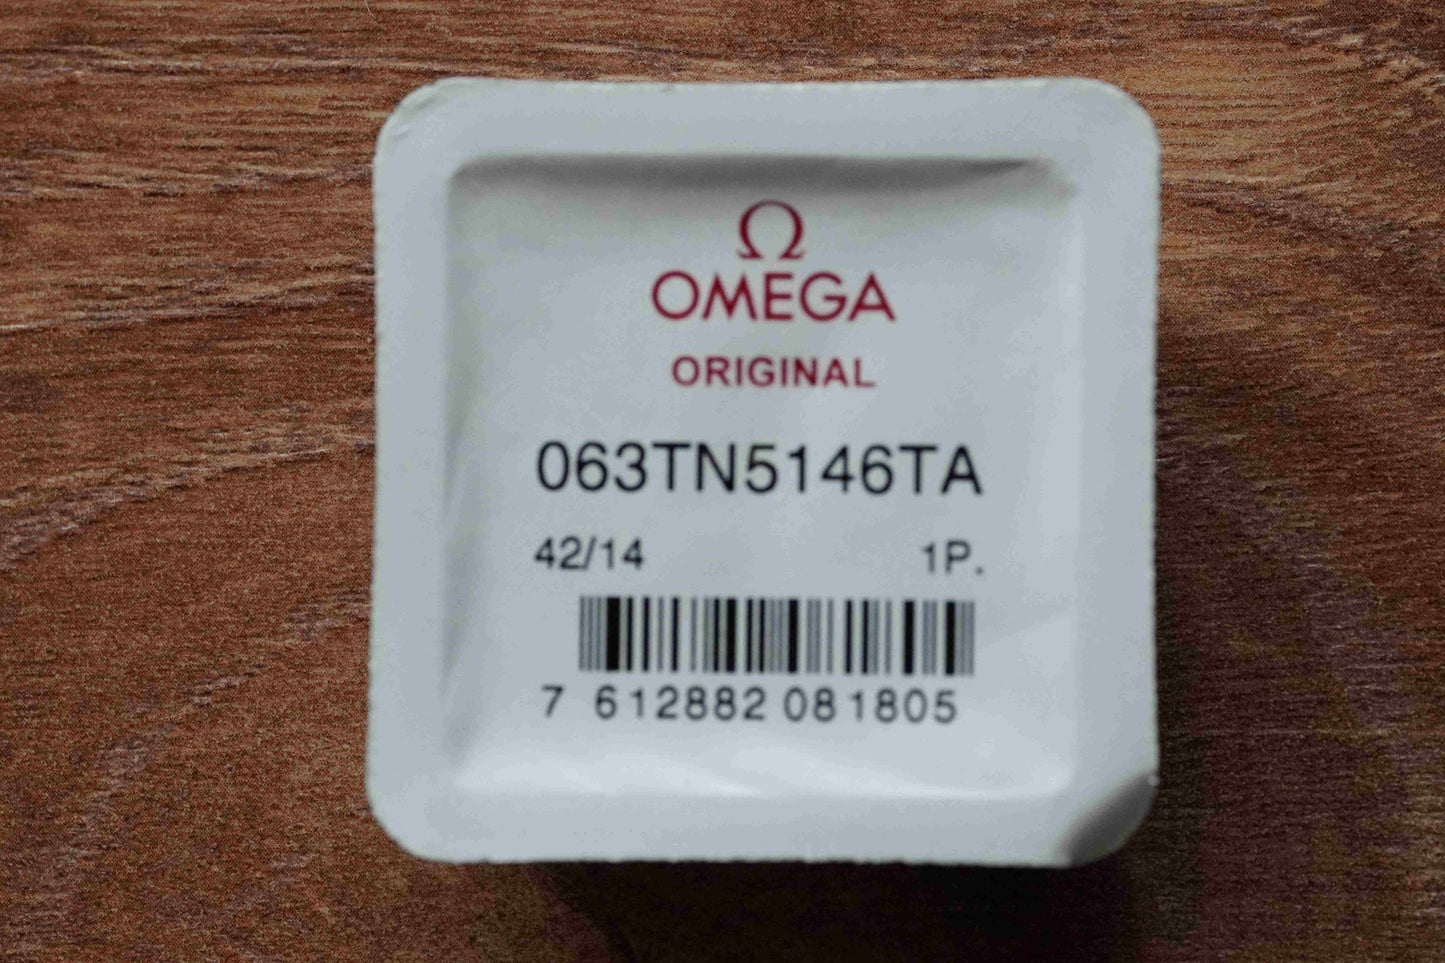 Ω
OMEGA
ORIGINAL
063TN5146TA
42/14 1P.
7 612882 081805